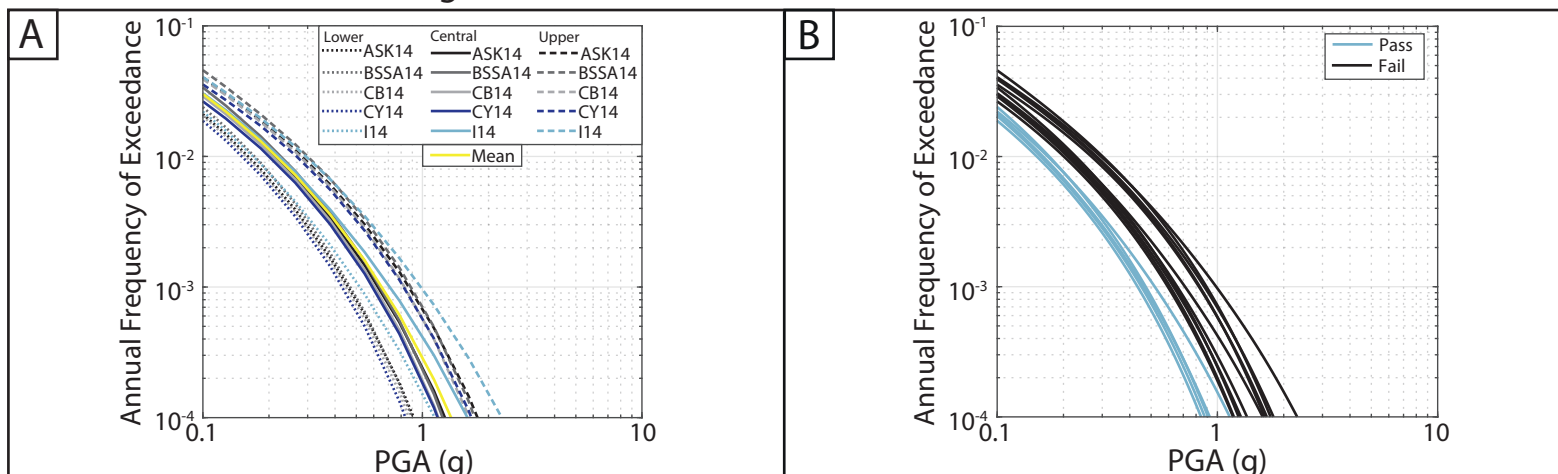 A
Annual Frequency of Exceedance
10-1
10-2
10-3
10-4
0.1
1
10
PGA (g)
Lower Central Upper
ASK14 ASK14 ASK14
BSSA14 BSSA14 BSSA14
CB14 CB14 CB14
CY14 CY14 CY14
I14 I14 I14
Mean
B
Annual Frequency of Exceedance
10-1
10-2
10-3
10-4
0.1
1
10
PGA (g)
Pass
Fail